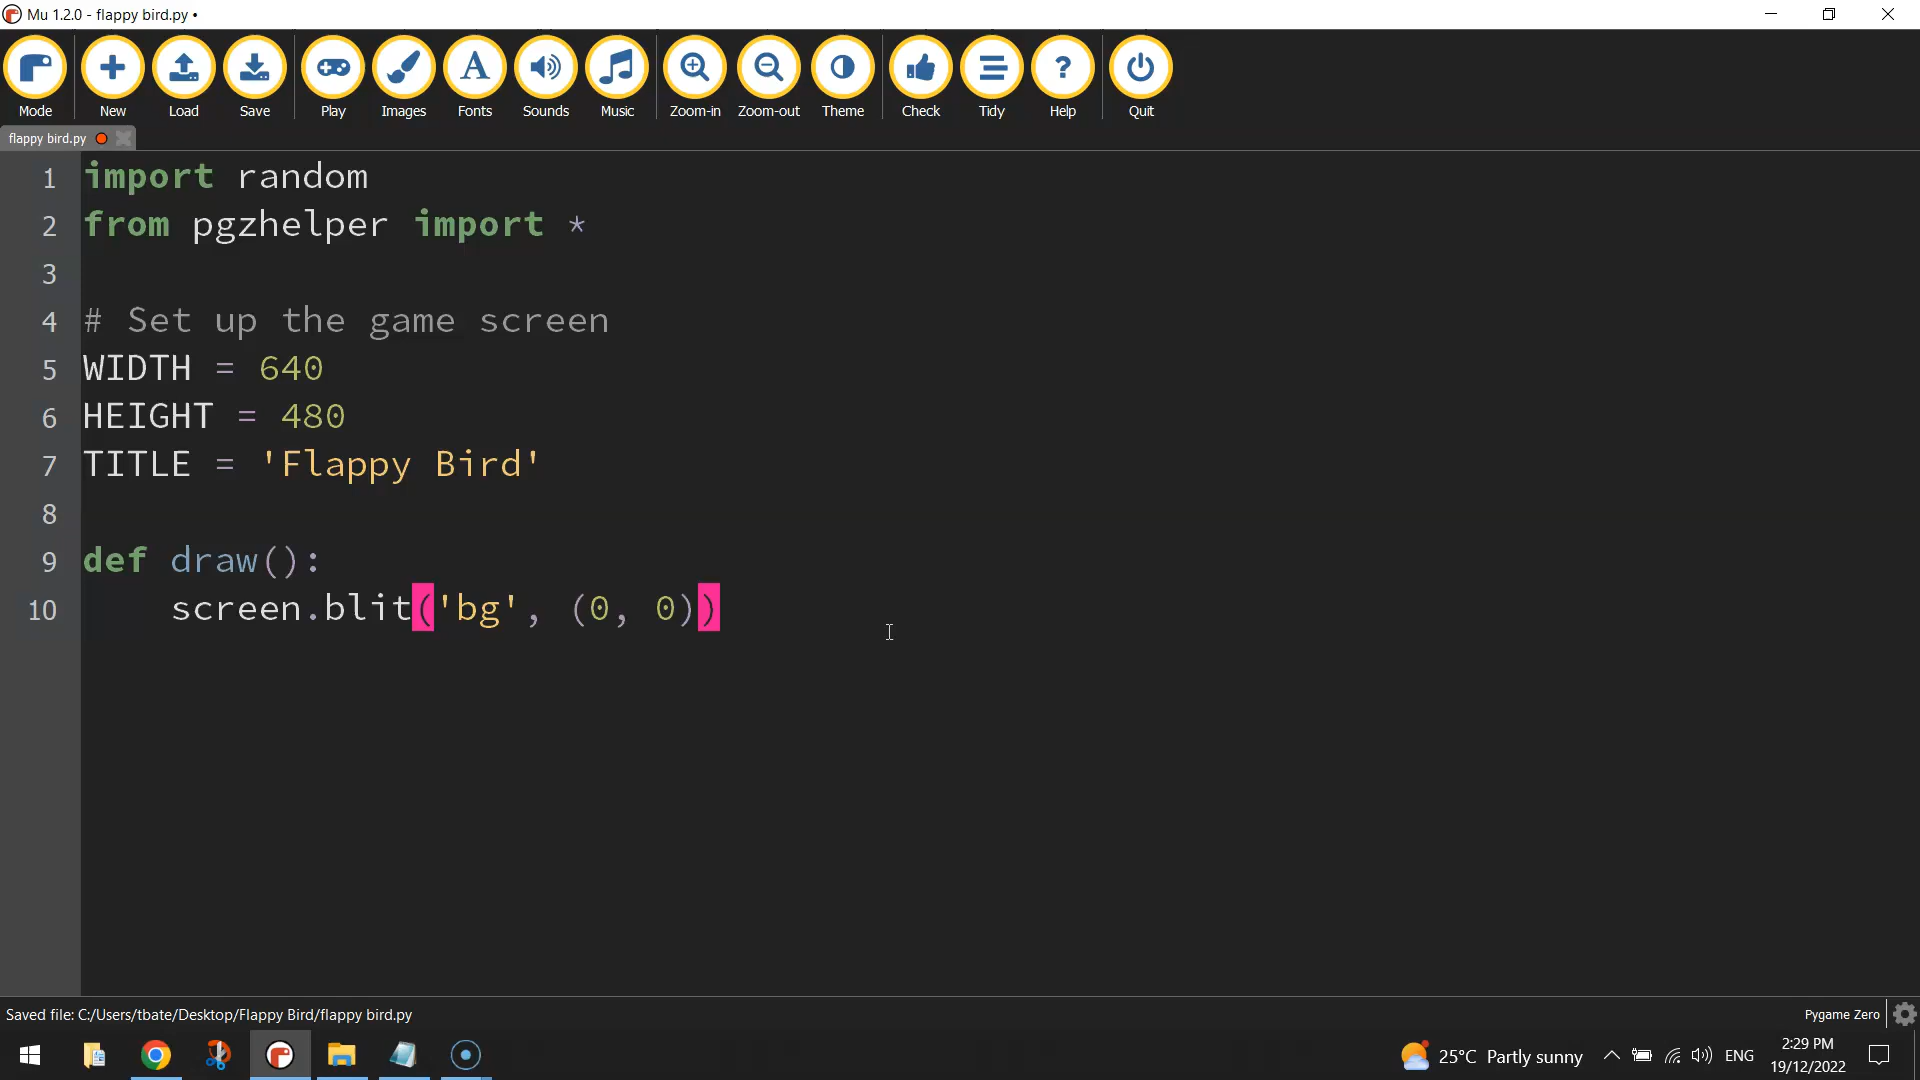 Mu 1.2.0 - flappy bird.py •
Mode New Load Save Play Images Fonts Sounds Music Zoom-in Zoom-out Theme Check Tidy Help Quit
flappy bird.py
1 import random
2 from pgzhelper import *
3
4 # Set up the game screen
5 WIDTH = 640
6 HEIGHT = 480
7 TITLE = 'Flappy Bird'
8
9 def draw():
10 screen.blit('bg', (0, 0))
Saved file: C:/Users/tbate/Desktop/Flappy Bird/flappy bird.py
Pygame Zero
25°C Partly sunny
ENG
2:29 PM
19/12/2022